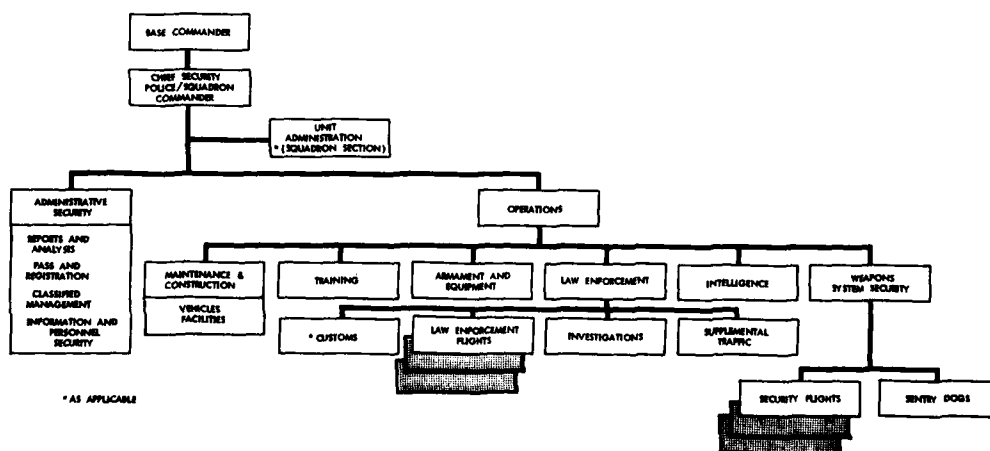 BASE COMMANDER
CHIEF SECURITY
POLICE/SQUADRON
COMMANDER
UNIT
ADMINISTRATION
* (SQUADRON SECTION)
ADMINISTRATIVE
SECURITY
REPORTS AND
ANALYSIS
PASS AND
REGISTRATION
CLASSIFIED
MANAGEMENT
INFORMATION AND
PERSONNEL
SECURITY
OPERATIONS
MAINTENANCE &
CONSTRUCTION
VEHICLES
FACILITIES
TRAINING
ARMAMENT AND
EQUIPMENT
LAW ENFORCEMENT
INTELLIGENCE
WEAPONS
SYSTEM SECURITY
* CUSTOMS
LAW ENFORCEMENT
FLIGHTS
INVESTIGATIONS
SUPPLEMENTAL
TRAFFIC
SECURITY FLIGHTS
SENTRY DOGS
* AS APPLICABLE